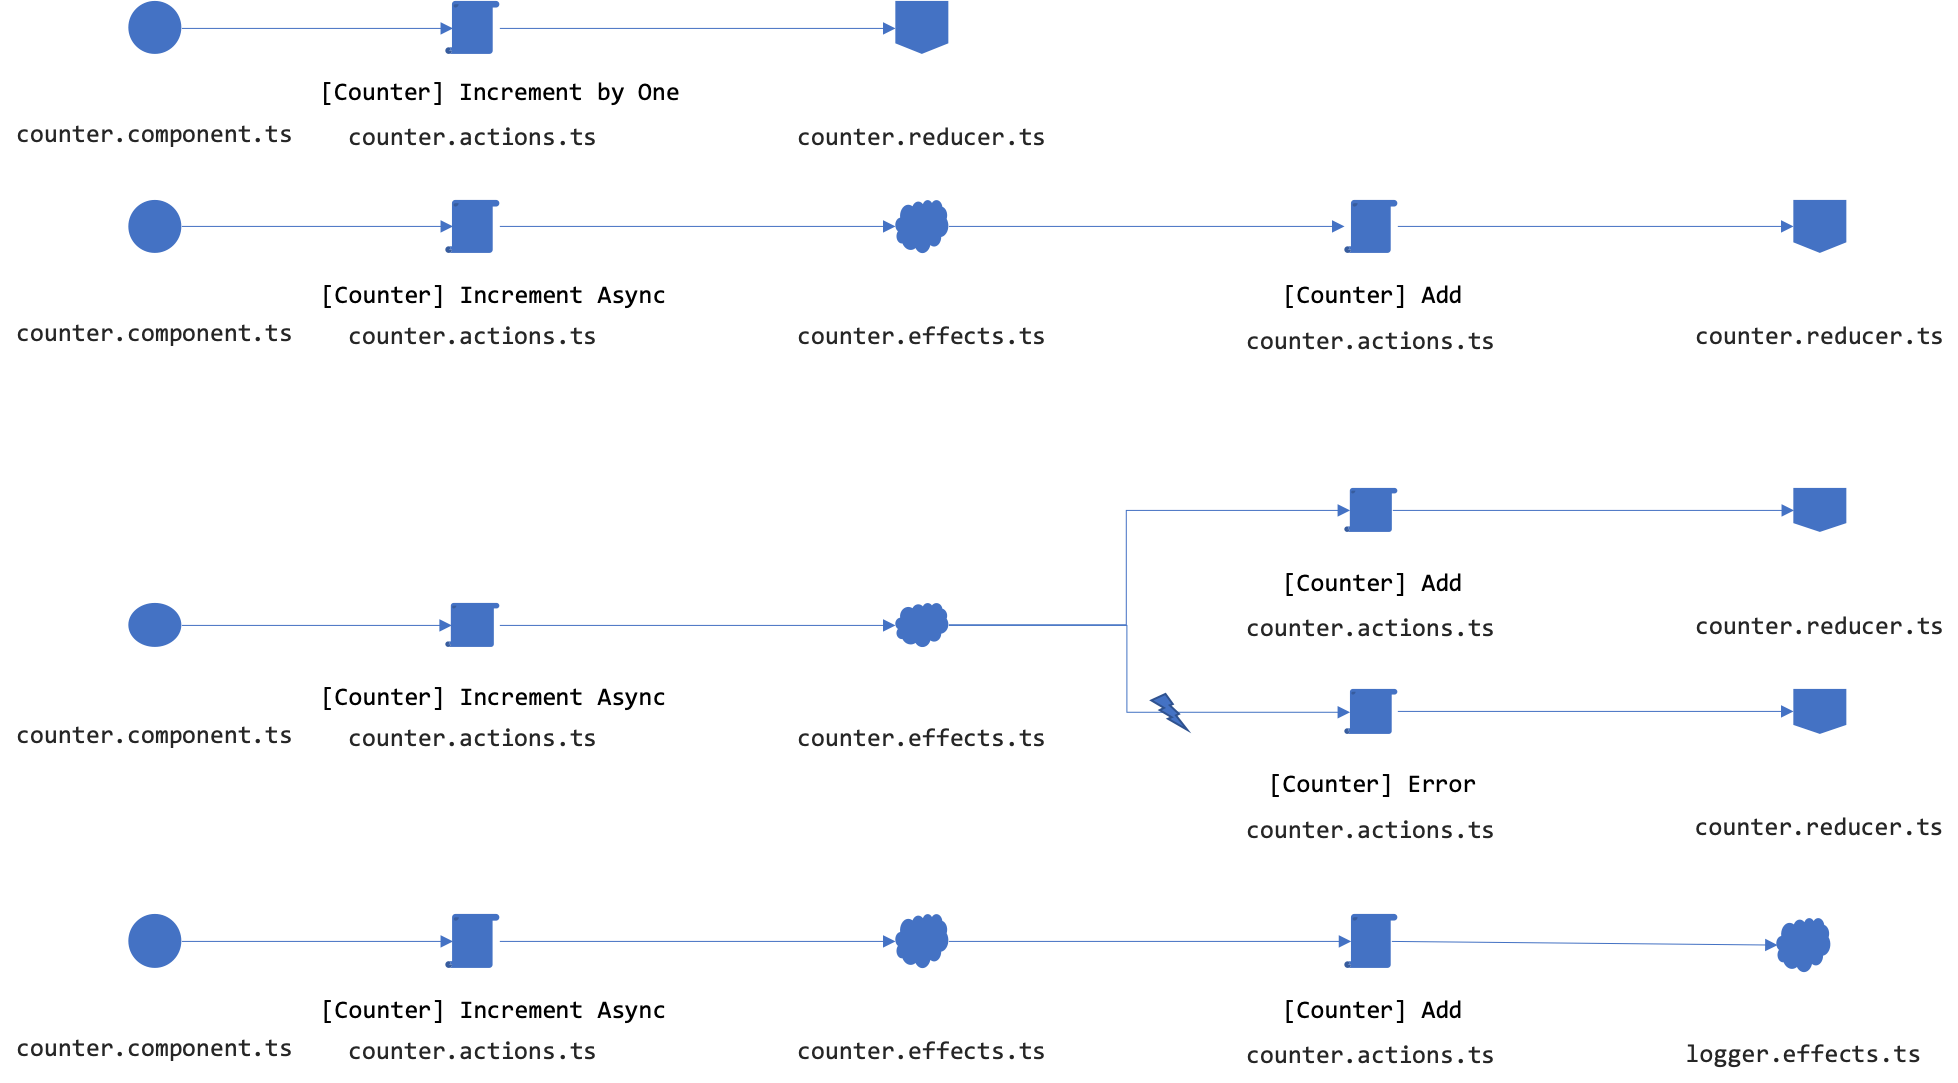 [Counter] Increment by One
counter.component.ts
counter.actions.ts
counter.reducer.ts
[Counter] Increment Async
[Counter] Add
counter.component.ts
counter.actions.ts
counter.effects.ts
counter.actions.ts
counter.reducer.ts
[Counter] Add
counter.actions.ts
counter.reducer.ts
[Counter] Increment Async
counter.component.ts
counter.actions.ts
counter.effects.ts
[Counter] Error
counter.actions.ts
counter.reducer.ts
[Counter] Increment Async
[Counter] Add
counter.component.ts
counter.actions.ts
counter.effects.ts
counter.actions.ts
logger.effects.ts